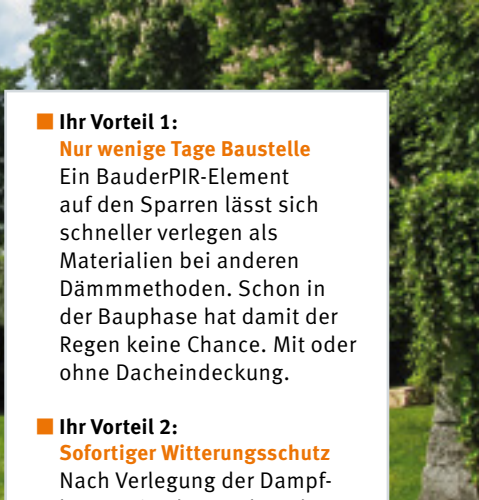 ■ Ihr Vorteil 1:
Nur wenige Tage Baustelle
Ein BauderPIR-Element
auf den Sparren lässt sich
schneller verlegen als
Materialien bei anderen
Dämmmethoden. Schon in
der Bauphase hat damit der
Regen keine Chance. Mit oder
ohne Dacheindeckung.
■ Ihr Vorteil 2:
Sofortiger Witterungsschutz
Nach Verlegung der Dampf-